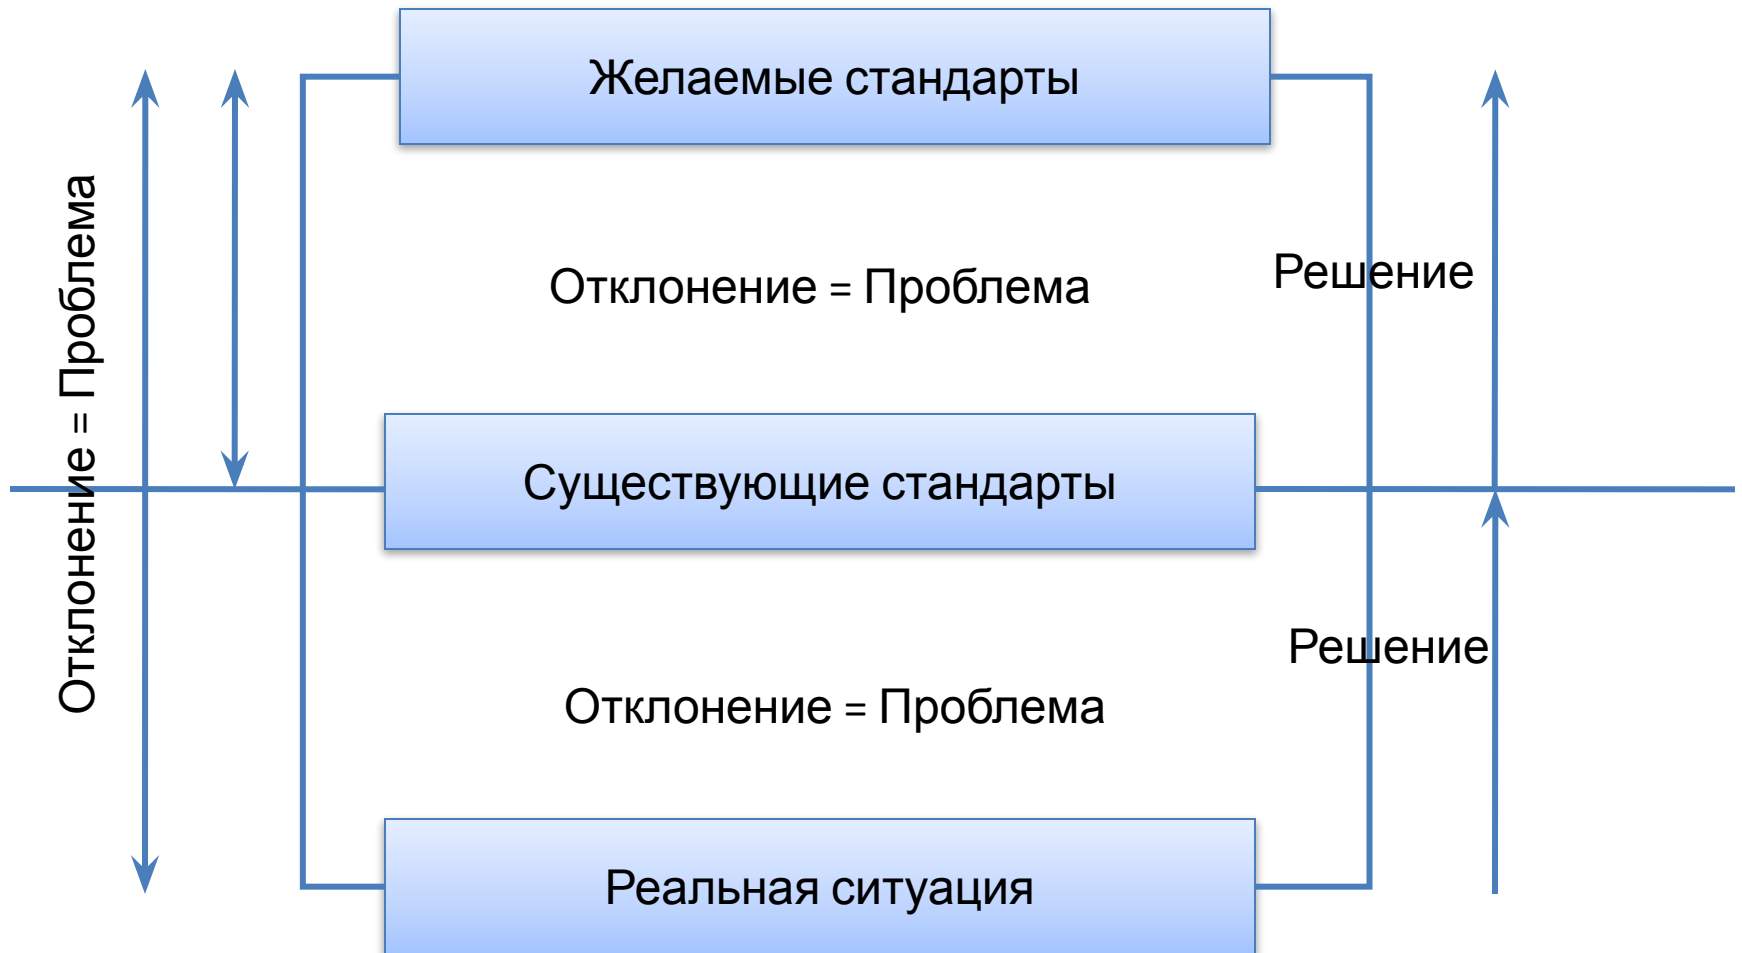 Желаемые стандарты
Отклонение = Проблема
Отклонение = Проблема
Решение
Существующие стандарты
Решение
Отклонение = Проблема
Реальная ситуация